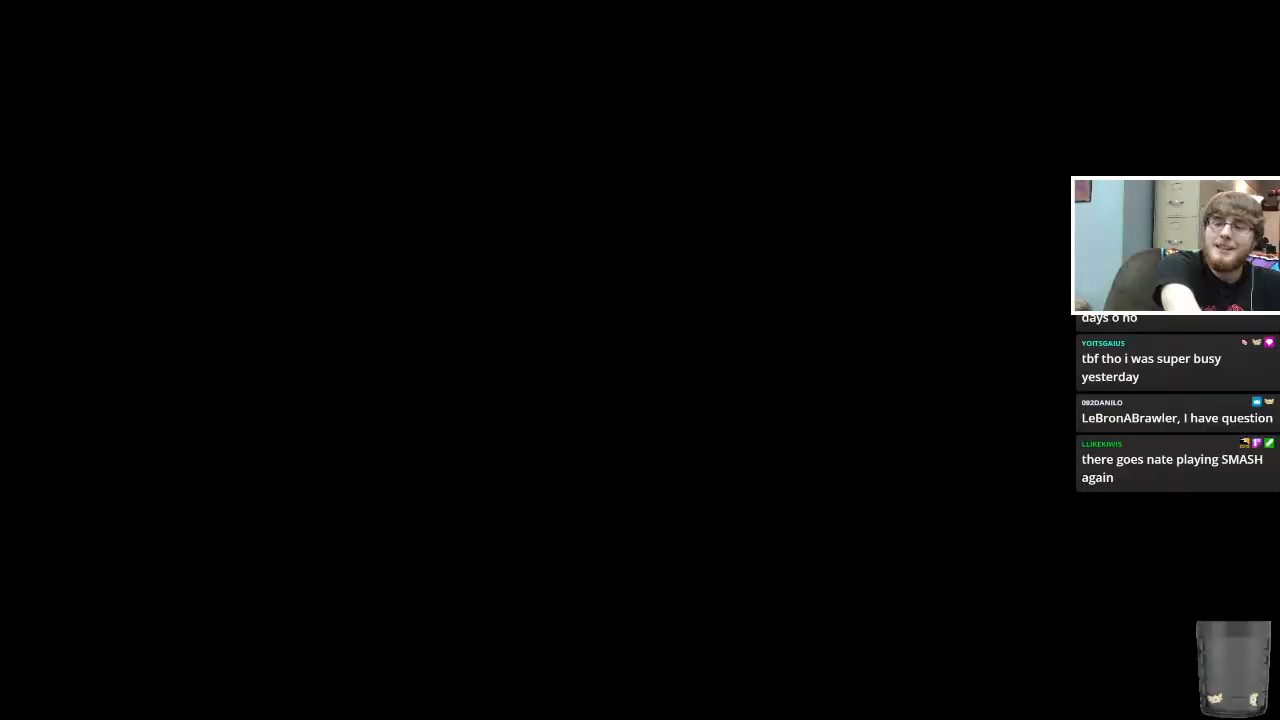 days o no
YOITSGAIUS
tbf tho i was super busy
yesterday
092DANILO
LeBronABrawler, I have question
LLIKEKIWIS
there goes nate playing SMASH
again